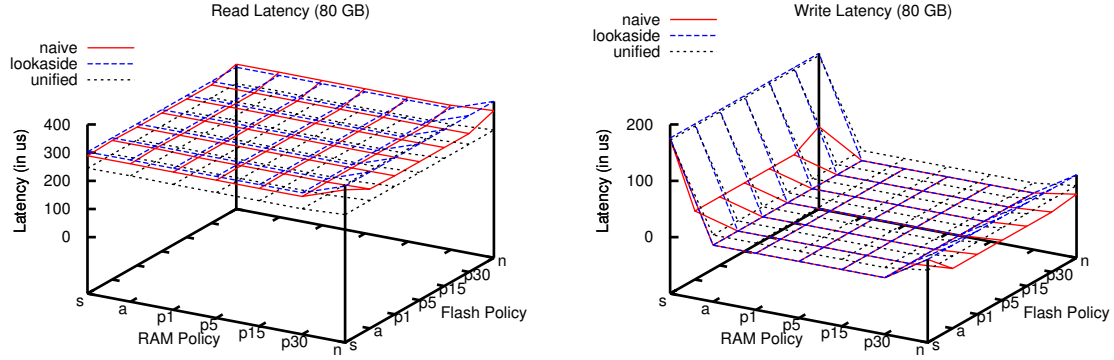 Read Latency (80 GB)
naive
lookaside
unified
Latency (in us)
400
300
200
100
0
s
a
p1
p5
p15
p30
n
RAM Policy
s
a
p1
p5
p15
p30
n
Flash Policy
Write Latency (80 GB)
naive
lookaside
unified
Latency (in us)
200
100
0
s
a
p1
p5
p15
p30
n
RAM Policy
s
a
p1
p5
p15
p30
n
Flash Policy